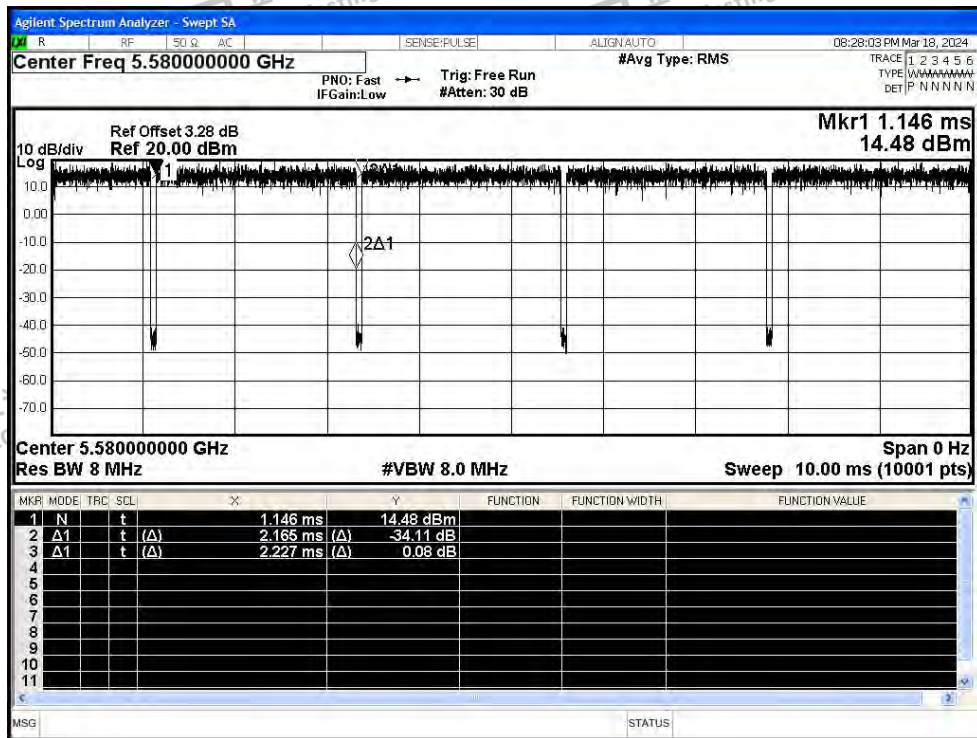 Agilent Spectrum Analyzer - Swept SA
LXI R RF 50 Ω AC SENSE:PULSE ALIGN AUTO 08:28:03 PM Mar 18, 2024
Center Freq 5.580000000 GHz #Avg Type: RMS TRACE 1 2 3 4 5 6
PNO: Fast Trig: Free Run TYPE WWWWWW
IFGain:Low #Atten: 30 dB DET P N N N N N
Mkr1 1.146 ms
Ref Offset 3.28 dB
10 dB/div Ref 20.00 dBm 14.48 dBm
Log
1
10.0
0.00
-10.0
2Δ1
-20.0
-30.0
-40.0
-50.0
-60.0
-70.0
Center 5.580000000 GHz Span 0 Hz
Res BW 8 MHz #VBW 8.0 MHz Sweep 10.00 ms (10001 pts)
MKR MODE TRC SCL X Y FUNCTION FUNCTION WIDTH FUNCTION VALUE
1 N t 1.146 ms 14.48 dBm
2 Δ1 t (Δ) 2.165 ms (Δ) -34.11 dB
3 Δ1 t (Δ) 2.227 ms (Δ) 0.08 dB
4
5
6
7
8
9
10
11
MSG STATUS